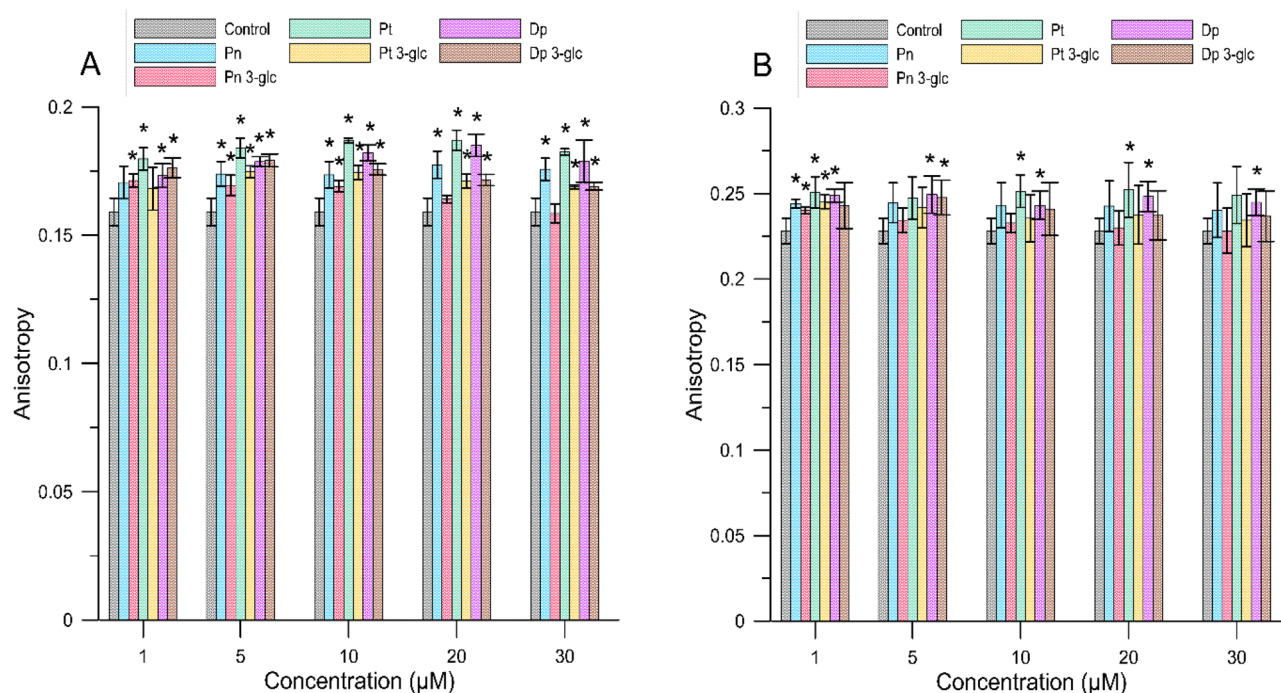 A
Control
Pt
Dp
Pn
Pt 3-glc
Dp 3-glc
Pn 3-glc
0.2
0.15
0.1
0.05
0
Anisotropy
* * * * *
* * * * * *
* * * * * *
* * * * *
* * * * *
1 5 10 20 30
Concentration (µM)
B
Control
Pt
Dp
Pn
Pt 3-glc
Dp 3-glc
Pn 3-glc
0.3
0.25
0.2
0.15
0.1
0.05
0
Anisotropy
* * * * *
* *
* *
* *
*
1 5 10 20 30
Concentration (µM)